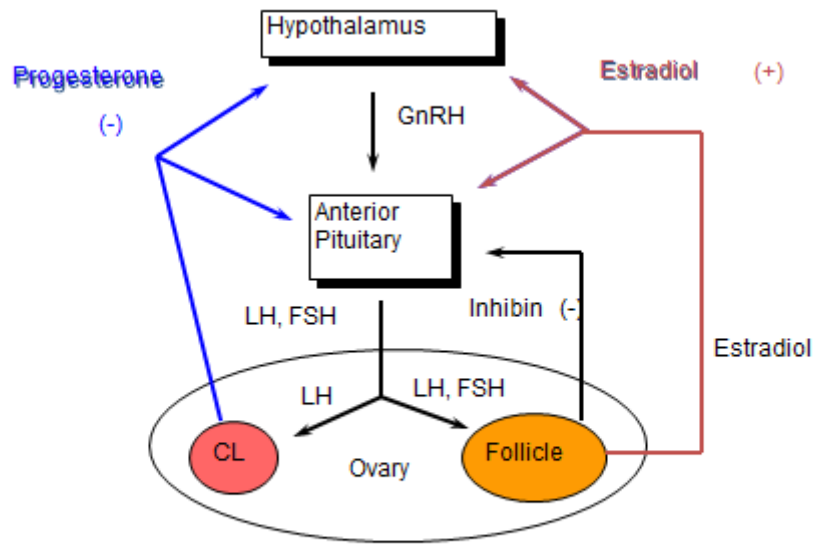 Hypothalamus
Progesterone
(-)
Estradiol (+)
GnRH
Anterior
Pituitary
LH, FSH
Inhibin (-)
Estradiol
LH
LH, FSH
CL
Follicle
Ovary